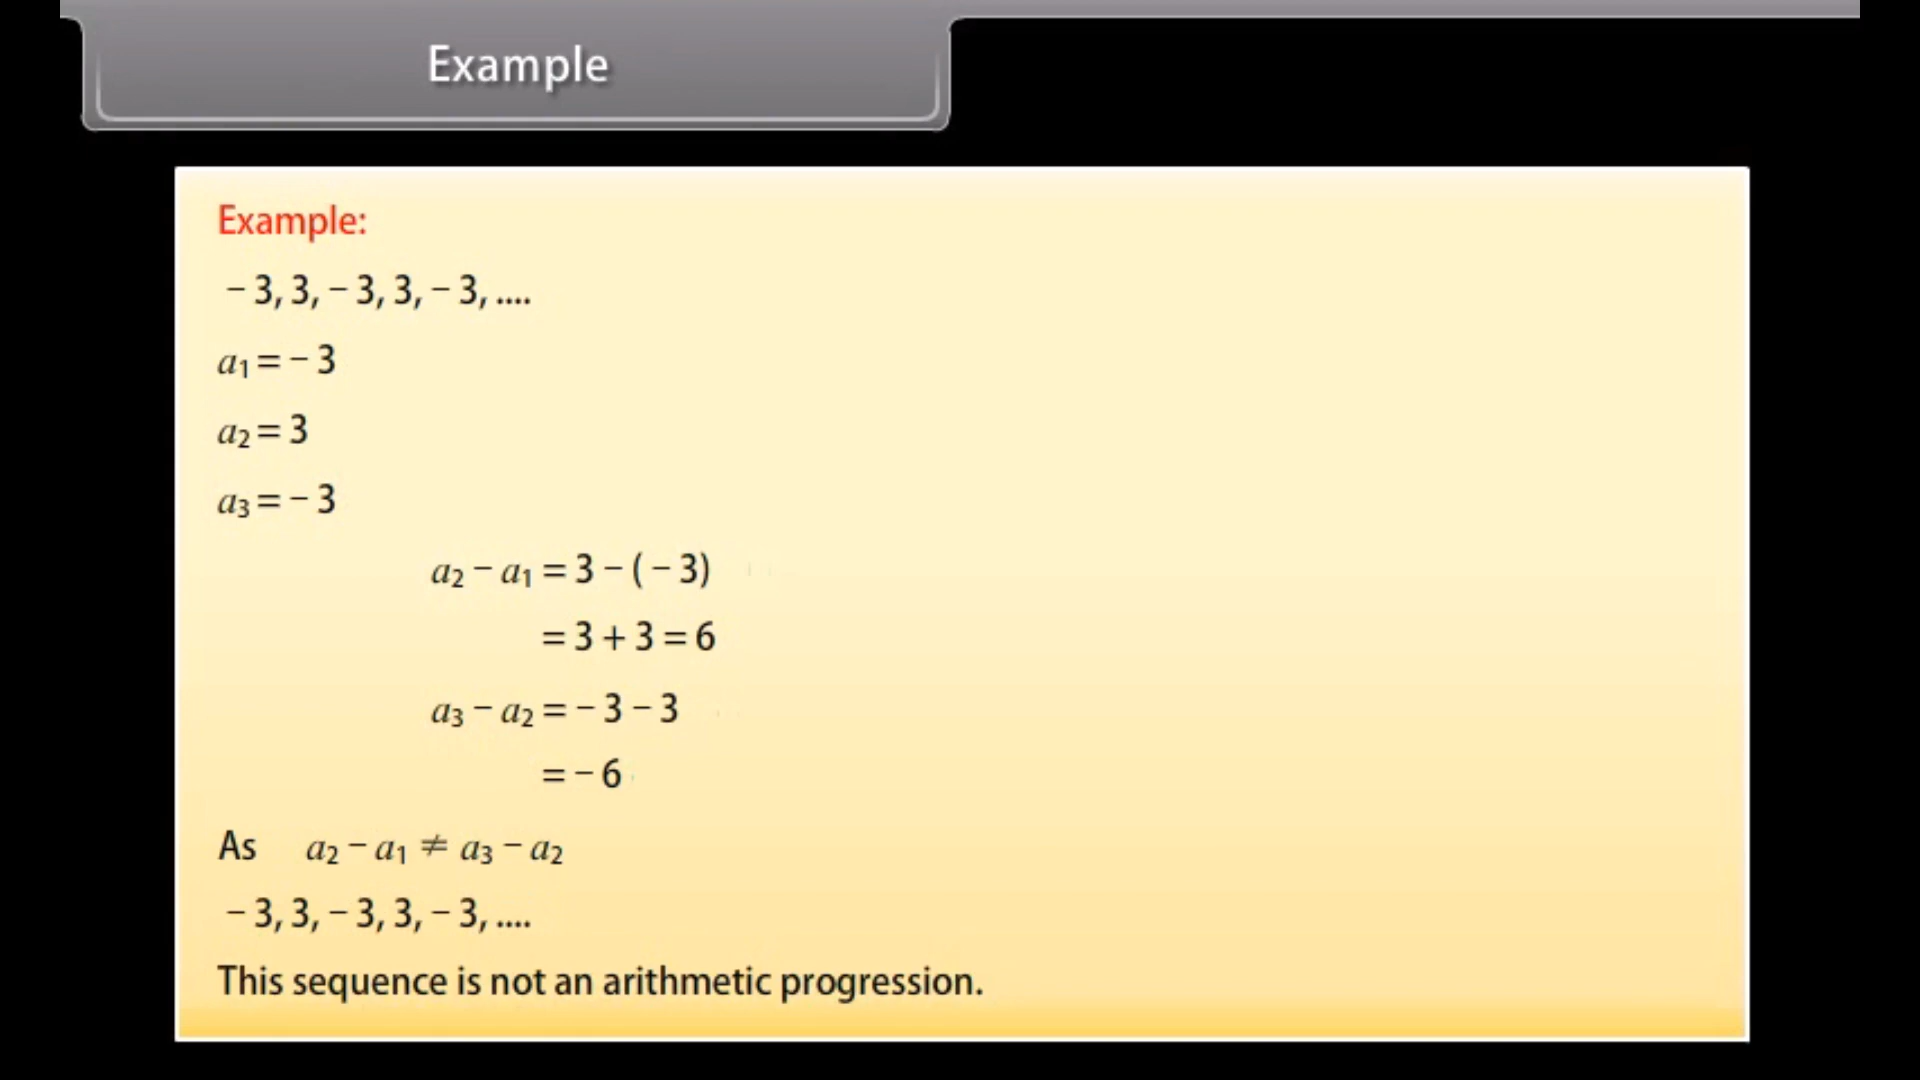 Example
Example:
− 3, 3, − 3, 3, − 3, ....
a₁ = − 3
a₂ = 3
a₃ = − 3
a₂ − a₁ = 3 − ( − 3)
= 3 + 3 = 6
a₃ − a₂ = − 3 − 3
= − 6
As a₂ − a₁ ≠ a₃ − a₂
− 3, 3, − 3, 3, − 3, ....
This sequence is not an arithmetic progression.